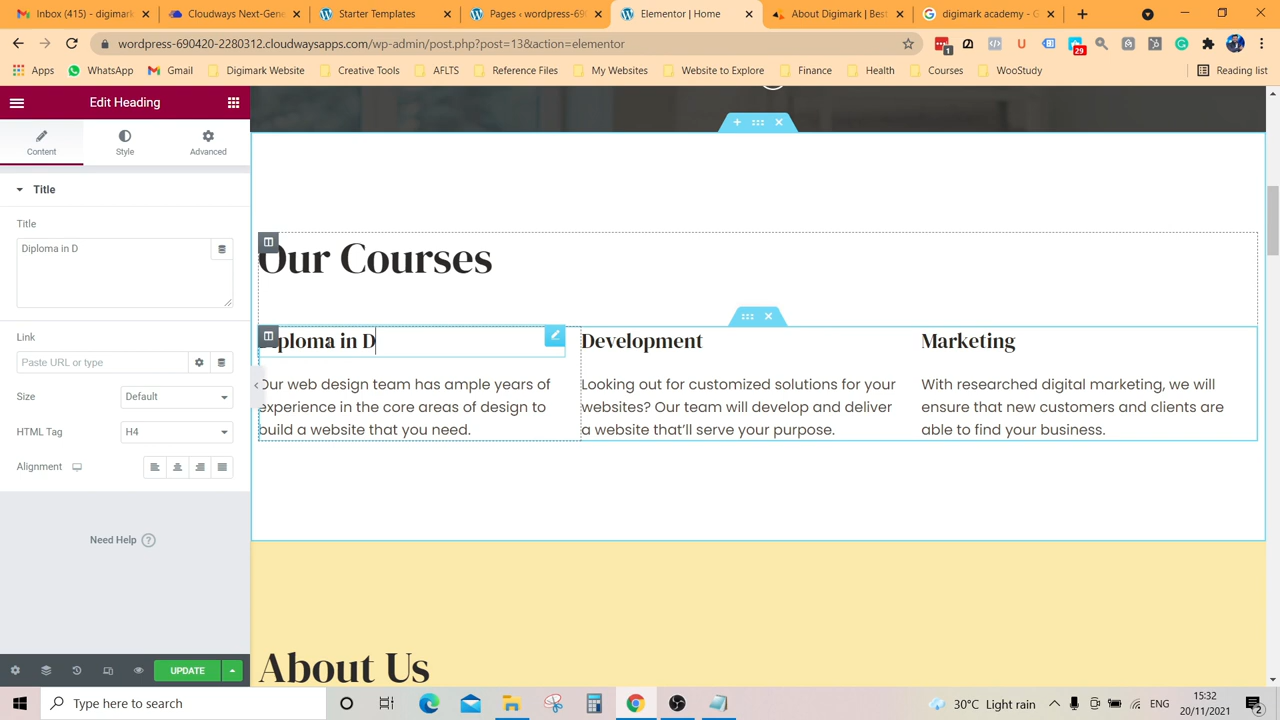 Inbox (415) - digima
Cloudways Next-Gene
Starter Templates
Pages ‹ wordpress-69
Elementor | Home
About Digimark | Best
digimark academy - G
wordpress-690420-2285612.cloudwaysapps.com/wp-admin/post.php?post=13&action=elementor
1
29
Apps WhatsApp Gmail Digimark Website Creative Tools AFLTS Reference Files My Websites Website to Explore Finance Health Courses WooStudy Reading list
Edit Heading
Content Style Advanced
Title
Title
Diploma in D
Link
Paste URL or type
Size Default
HTML Tag H4
Alignment
Need Help ?
UPDATE
Our Courses
Diploma in D
Our web design team has ample years of
experience in the core areas of design to
build a website that you need.
Development
Looking out for customized solutions for your
websites? Our team will develop and deliver
a website that'll serve your purpose.
Marketing
With researched digital marketing, we will
ensure that new customers and clients are
able to find your business.
About Us
Type here to search
30°C Light rain
ENG
15:32
20/11/2021
2